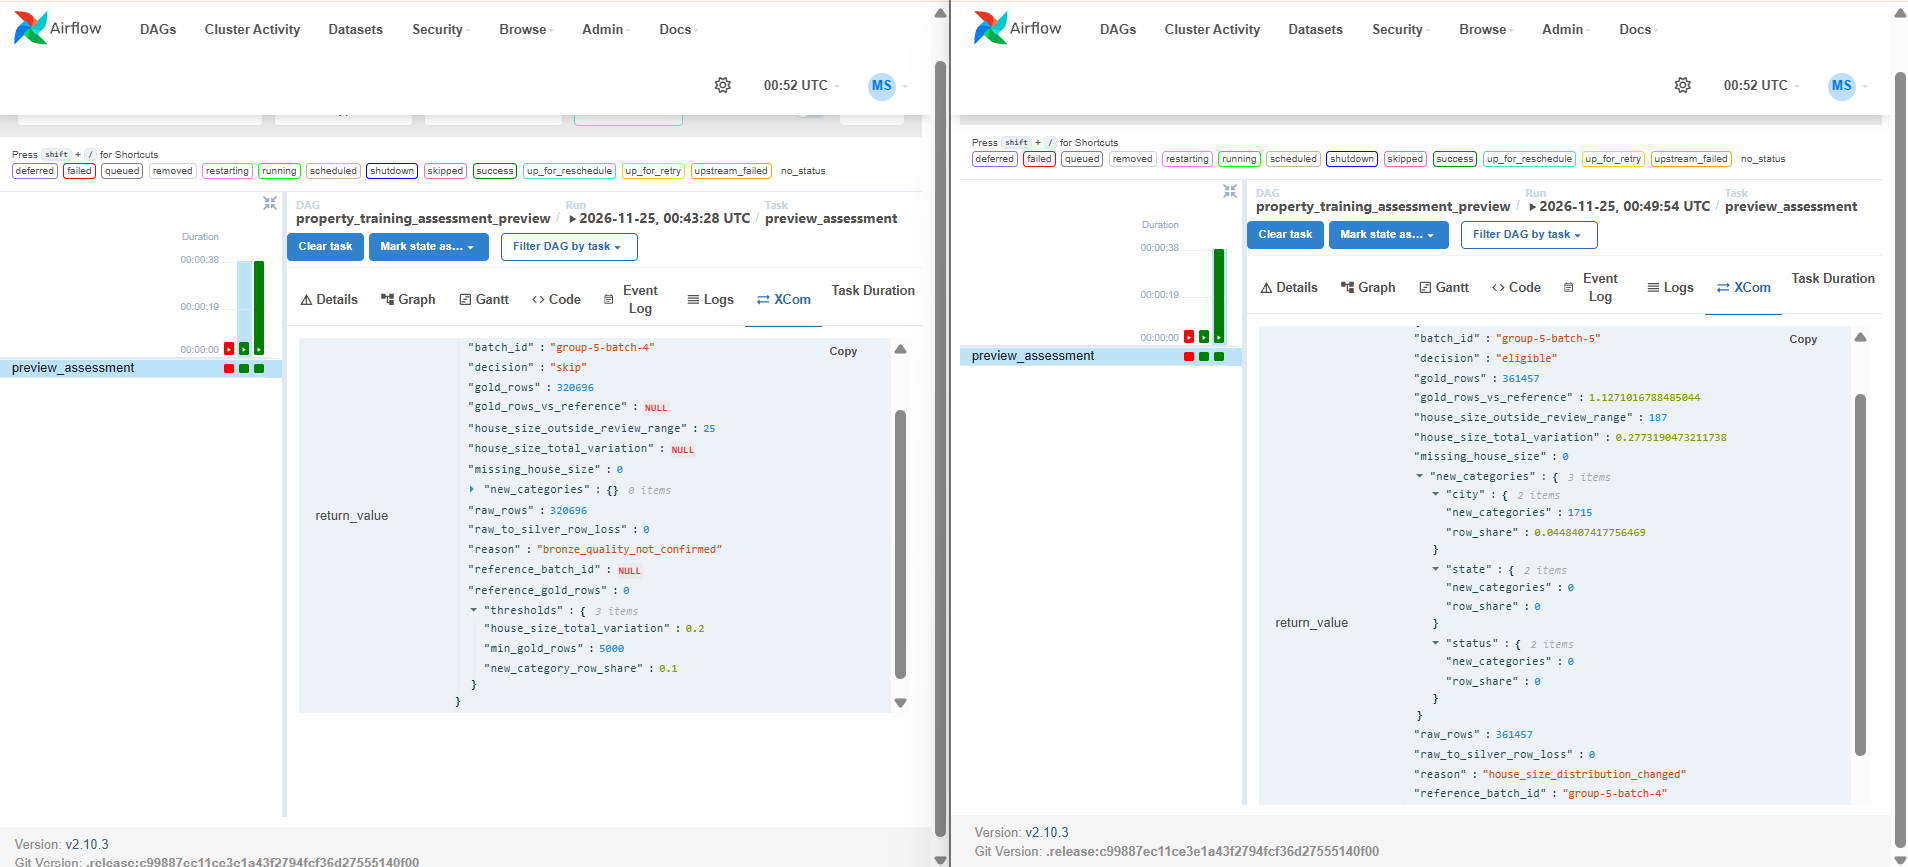 Airflow
DAGs Cluster Activity Datasets Security Browse Admin Docs
00:52 UTC MS
Press shift + / for Shortcuts
deferred failed queued removed restarting running scheduled shutdown skipped success up_for_reschedule up_for_retry upstream_failed no_status
Duration
00:00:38
00:00:19
00:00:00
preview_assessment
DAG Run Task
property_training_assessment_preview / 2026-11-25, 00:43:28 UTC / preview_assessment
Clear task Mark state as... Filter DAG by task
Details Graph Gantt Code Event Log Logs XCom Task Duration
return_value
Copy
"batch_id" : "group-5-batch-4"
"decision" : "skip"
"gold_rows" : 320696
"gold_rows_vs_reference" : NULL
"house_size_outside_review_range" : 25
"house_size_total_variation" : NULL
"missing_house_size" : 0
"new_categories" : {} 0 items
"raw_rows" : 320696
"raw_to_silver_row_loss" : 0
"reason" : "bronze_quality_not_confirmed"
"reference_batch_id" : NULL
"reference_gold_rows" : 0
"thresholds" : { 3 items
"house_size_total_variation" : 0.2
"min_gold_rows" : 5000
"new_category_row_share" : 0.1
}
}
Version: v2.10.3
Git Version: .release:c99887ec11ce3e1a43f2794fcf36d27555140f00
Airflow
DAGs Cluster Activity Datasets Security Browse Admin Docs
00:52 UTC MS
Press shift + / for Shortcuts
deferred failed queued removed restarting running scheduled shutdown skipped success up_for_reschedule up_for_retry upstream_failed no_status
Duration
00:00:38
00:00:19
00:00:00
preview_assessment
DAG Run Task
property_training_assessment_preview / 2026-11-25, 00:49:54 UTC / preview_assessment
Clear task Mark state as... Filter DAG by task
Details Graph Gantt Code Event Log Logs XCom Task Duration
return_value
Copy
"batch_id" : "group-5-batch-5"
"decision" : "eligible"
"gold_rows" : 361457
"gold_rows_vs_reference" : 1.1271016788485044
"house_size_outside_review_range" : 187
"house_size_total_variation" : 0.2773190473211738
"missing_house_size" : 0
"new_categories" : { 3 items
"city" : { 2 items
"new_categories" : 1715
"row_share" : 0.0448407417756469
}
"state" : { 2 items
"new_categories" : 0
"row_share" : 0
}
"status" : { 2 items
"new_categories" : 0
"row_share" : 0
}
}
"raw_rows" : 361457
"raw_to_silver_row_loss" : 0
"reason" : "house_size_distribution_changed"
"reference_batch_id" : "group-5-batch-4"
Version: v2.10.3
Git Version: .release:c99887ec11ce3e1a43f2794fcf36d27555140f00